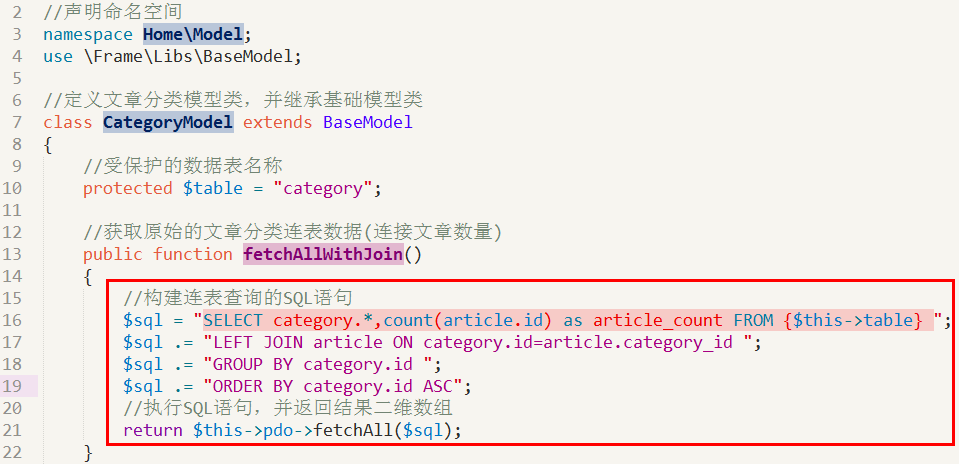 2 //声明命名空间
3 namespace Home\Model;
4 use \Frame\Libs\BaseModel;
5
6 //定义文章分类模型类，并继承基础模型类
7 class CategoryModel extends BaseModel
8 {
9     //受保护的数据表名称
10     protected $table = "category";
11
12     //获取原始的文章分类连表数据(连接文章数量)
13     public function fetchAllWithJoin()
14     {
15         //构建连表查询的SQL语句
16         $sql = "SELECT category.*,count(article.id) as article_count FROM {$this->table} ";
17         $sql .= "LEFT JOIN article ON category.id=article.category_id ";
18         $sql .= "GROUP BY category.id ";
19         $sql .= "ORDER BY category.id ASC";
20         //执行SQL语句，并返回结果二维数组
21         return $this->pdo->fetchAll($sql);
22     }